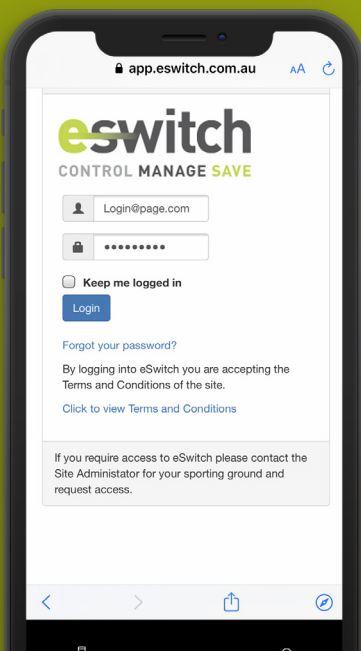 app.eswitch.com.au AA
eswitch
CONTROL MANAGE SAVE
Login@page.com
•••••••••
Keep me logged in
Login
Forgot your password?
By logging into eSwitch you are accepting the
Terms and Conditions of the site.
Click to view Terms and Conditions
If you require access to eSwitch please contact the
Site Administator for your sporting ground and
request access.